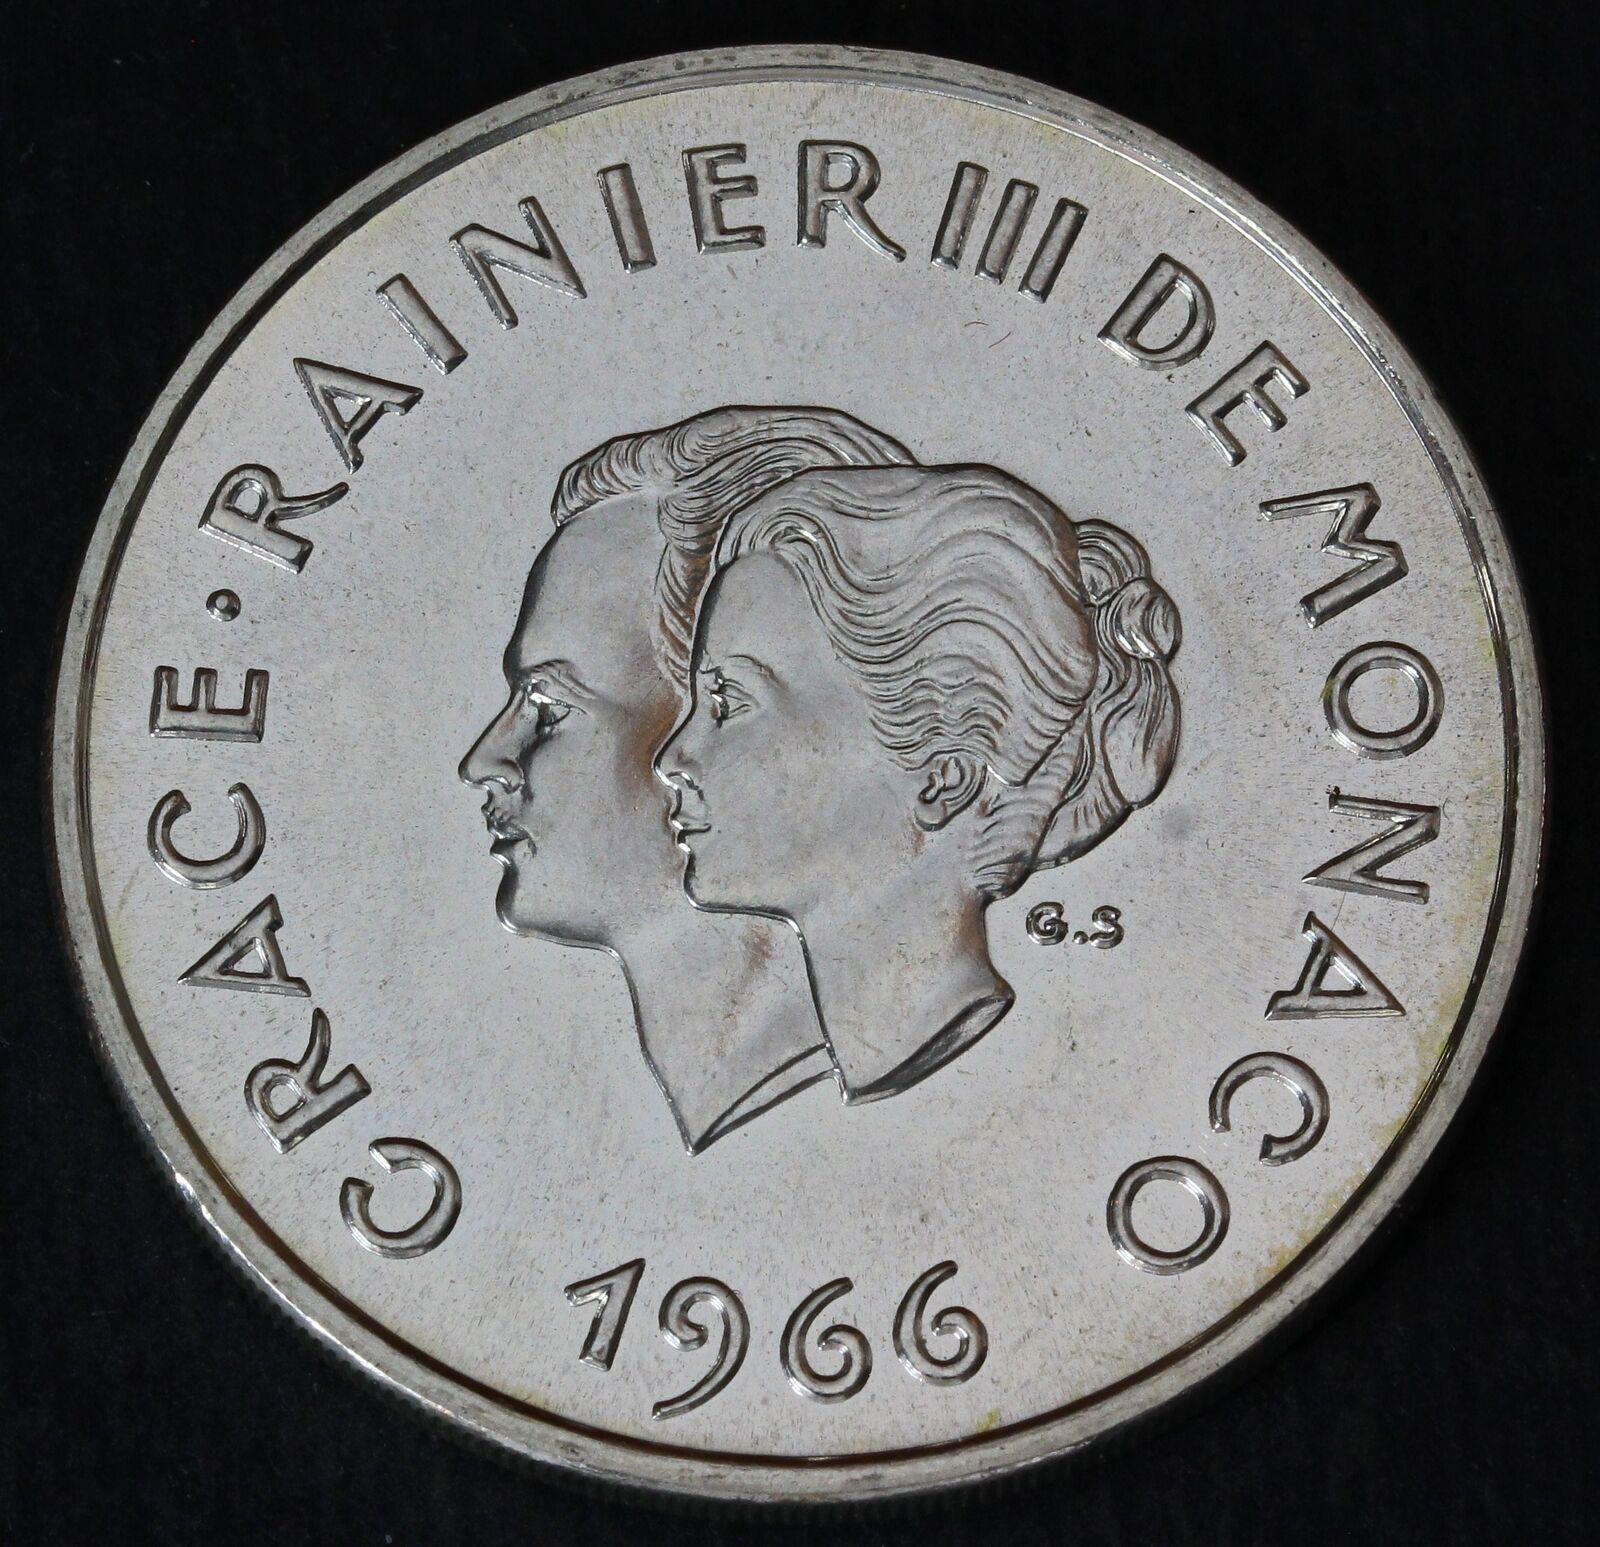 GRACE · RAINIER III DE MONACO
G.S
1966